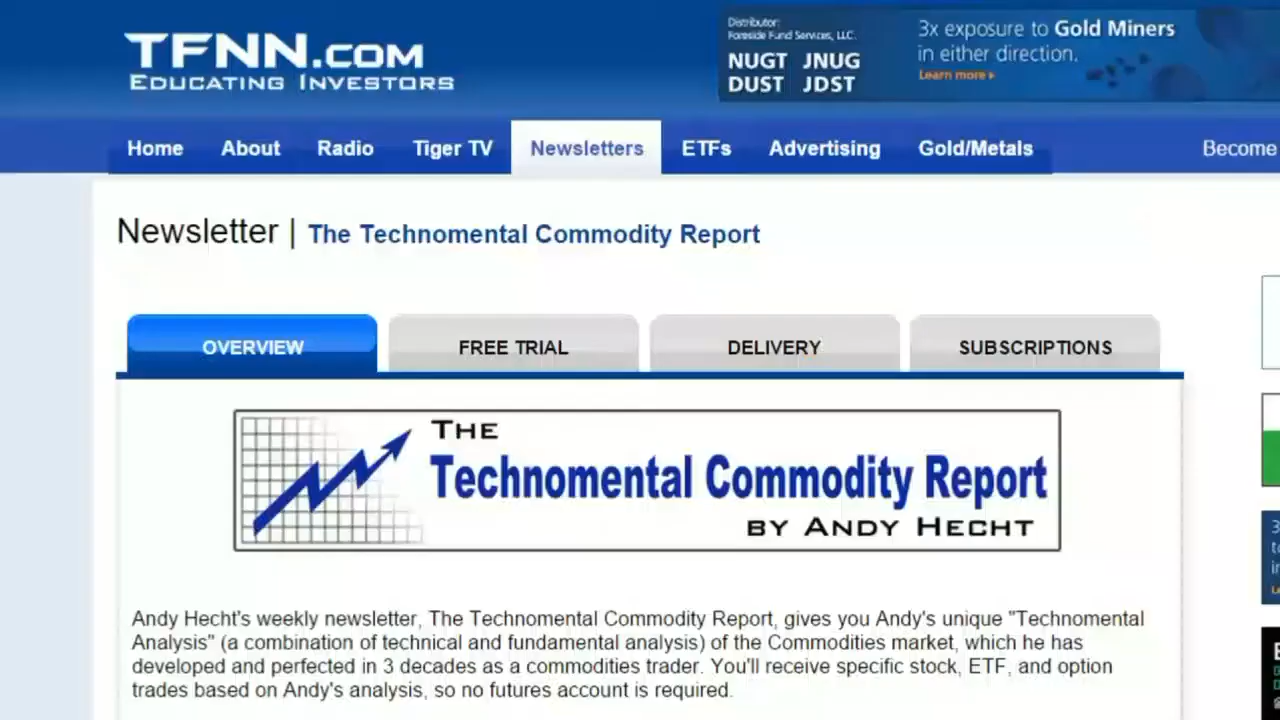 TFNN.COM
EDUCATING INVESTORS
Distributor:
Foreside Fund Services, LLC.
NUGT JNUG
DUST JDST
3x exposure to Gold Miners
in either direction.
Learn more
Home About Radio Tiger TV Newsletters ETFs Advertising Gold/Metals Become
Newsletter | The Technomental Commodity Report
OVERVIEW FREE TRIAL DELIVERY SUBSCRIPTIONS
THE
Technomental Commodity Report
BY ANDY HECHT
Andy Hecht's weekly newsletter, The Technomental Commodity Report, gives you Andy's unique "Technomental
Analysis" (a combination of technical and fundamental analysis) of the Commodities market, which he has
developed and perfected in 3 decades as a commodities trader. You'll receive specific stock, ETF, and option
trades based on Andy's analysis, so no futures account is required.